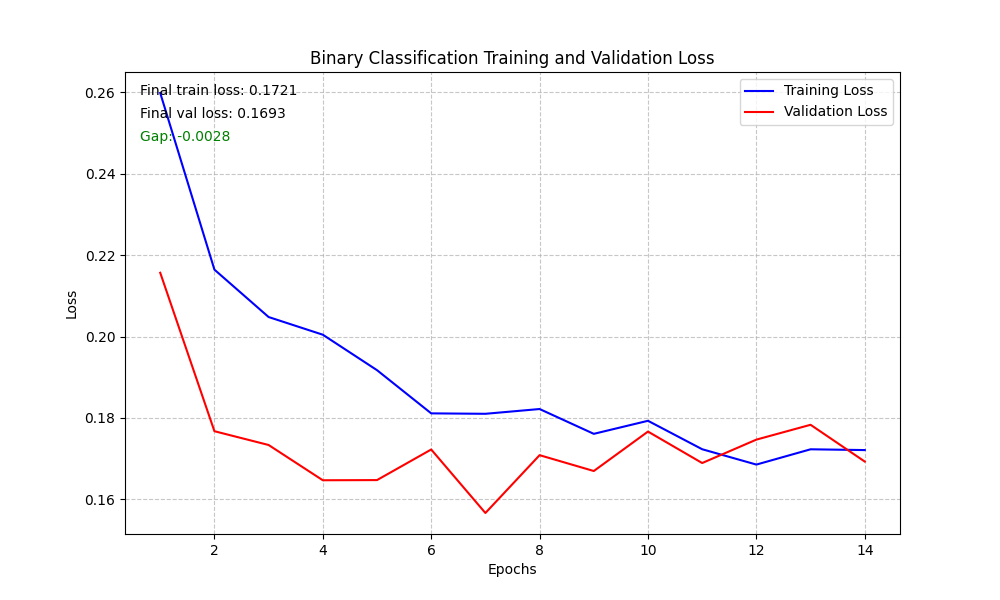 Binary Classification Training and Validation Loss
Final train loss: 0.1721
Final val loss: 0.1693
Gap: -0.0028
Training Loss
Validation Loss
0.26
0.24
0.22
0.20
0.18
0.16
Loss
2 4 6 8 10 12 14
Epochs